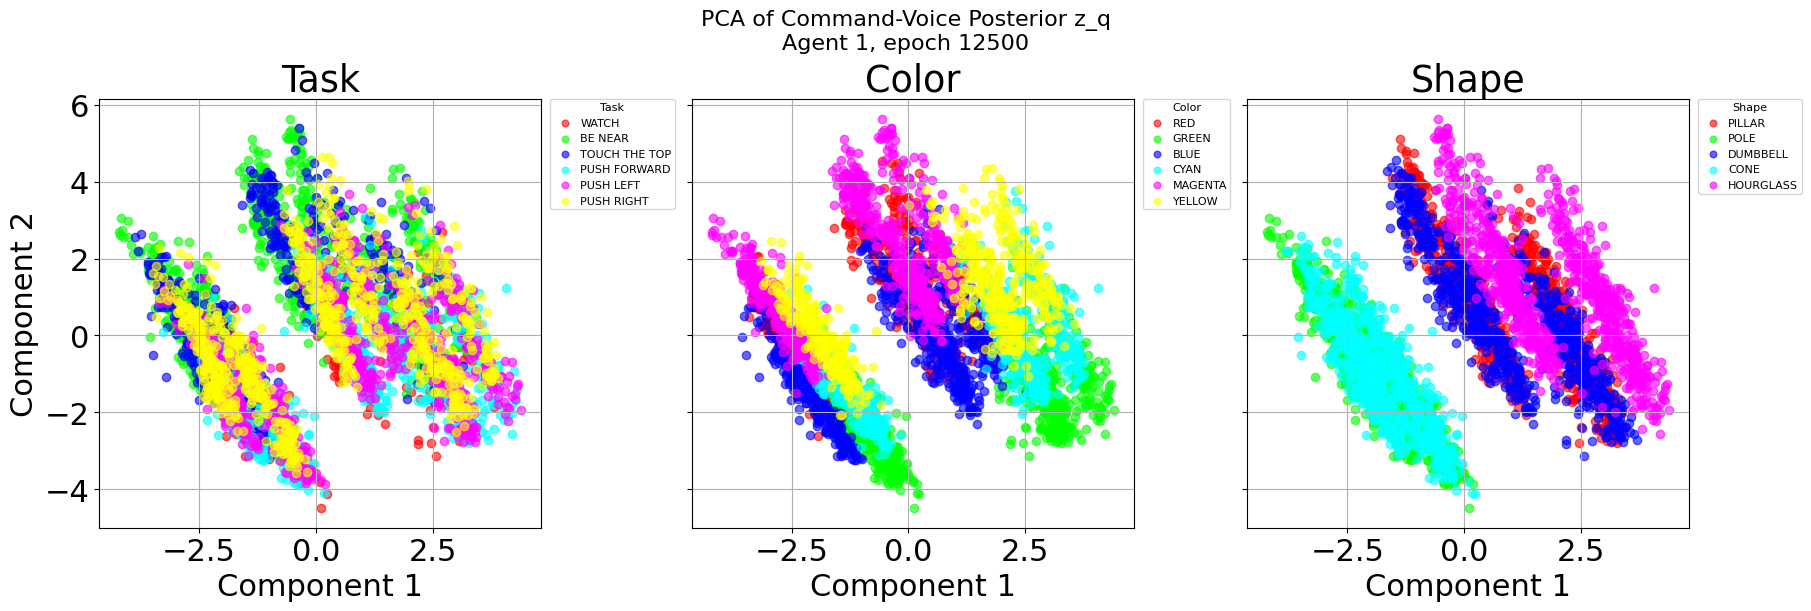 PCA of Command-Voice Posterior z_q
Agent 1, epoch 12500
Task
Color
Shape
6
4
2
0
−2
−4
Component 2
−2.5 0.0 2.5
Component 1
Task
WATCH
BE NEAR
TOUCH THE TOP
PUSH FORWARD
PUSH LEFT
PUSH RIGHT
−2.5 0.0 2.5
Component 1
Color
RED
GREEN
BLUE
CYAN
MAGENTA
YELLOW
−2.5 0.0 2.5
Component 1
Shape
PILLAR
POLE
DUMBBELL
CONE
HOURGLASS